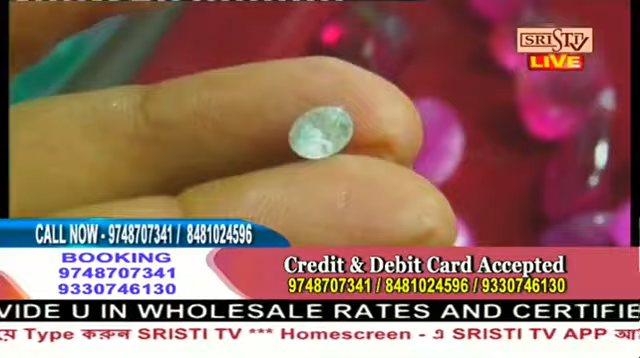 SRISTI TV
LIVE
CALL NOW - 9748707341 / 8481024596
BOOKING
9748707341
9330746130
Credit & Debit Card Accepted
9748707341 / 8481024596 / 9330746130
VIDE U IN WHOLESALE RATES AND CERTIFIE
য়ে Type করুন SRISTI TV *** Homescreen - এ SRISTI TV APP আ